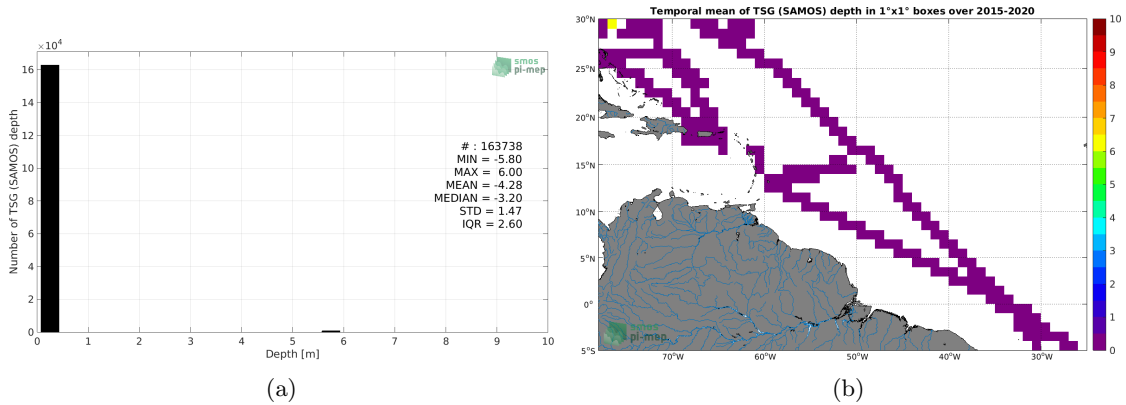 ×10⁴
16
14
12
10
8
6
4
2
0
Number of TSG (SAMOS) depth
0 1 2 3 4 5 6 7 8 9 10
Depth [m]
smos
pi-mep
# : 163738
MIN = -5.80
MAX = 6.00
MEAN = -4.28
MEDIAN = -3.20
STD = 1.47
IQR = 2.60
(a)
Temporal mean of TSG (SAMOS) depth in 1°x1° boxes over 2015-2020
30°N
25°N
20°N
15°N
10°N
5°N
0°
5°S
70°W 60°W 50°W 40°W 30°W
smos
pi-mep
10
9
8
7
6
5
4
3
2
1
0
(b)